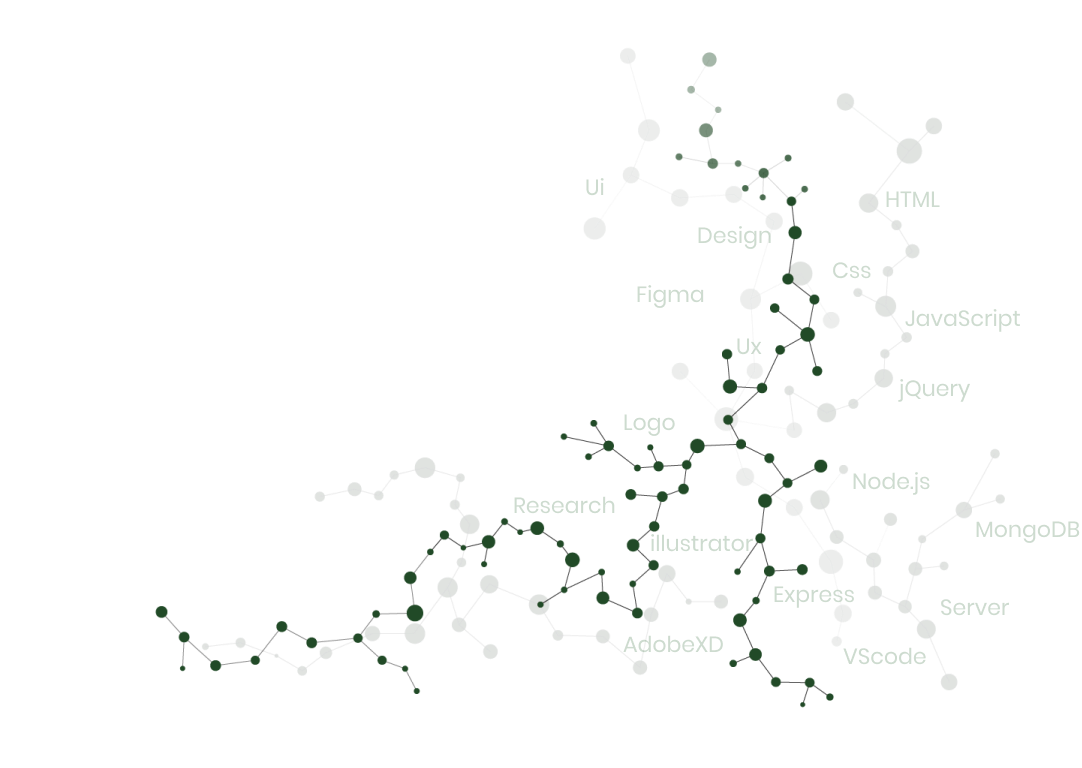 Ui
HTML
Design
Css
Figma
JavaScript
Ux
jQuery
Logo
Node.js
Research
MongoDB
illustrator
Express
Server
AdobeXD
VScode